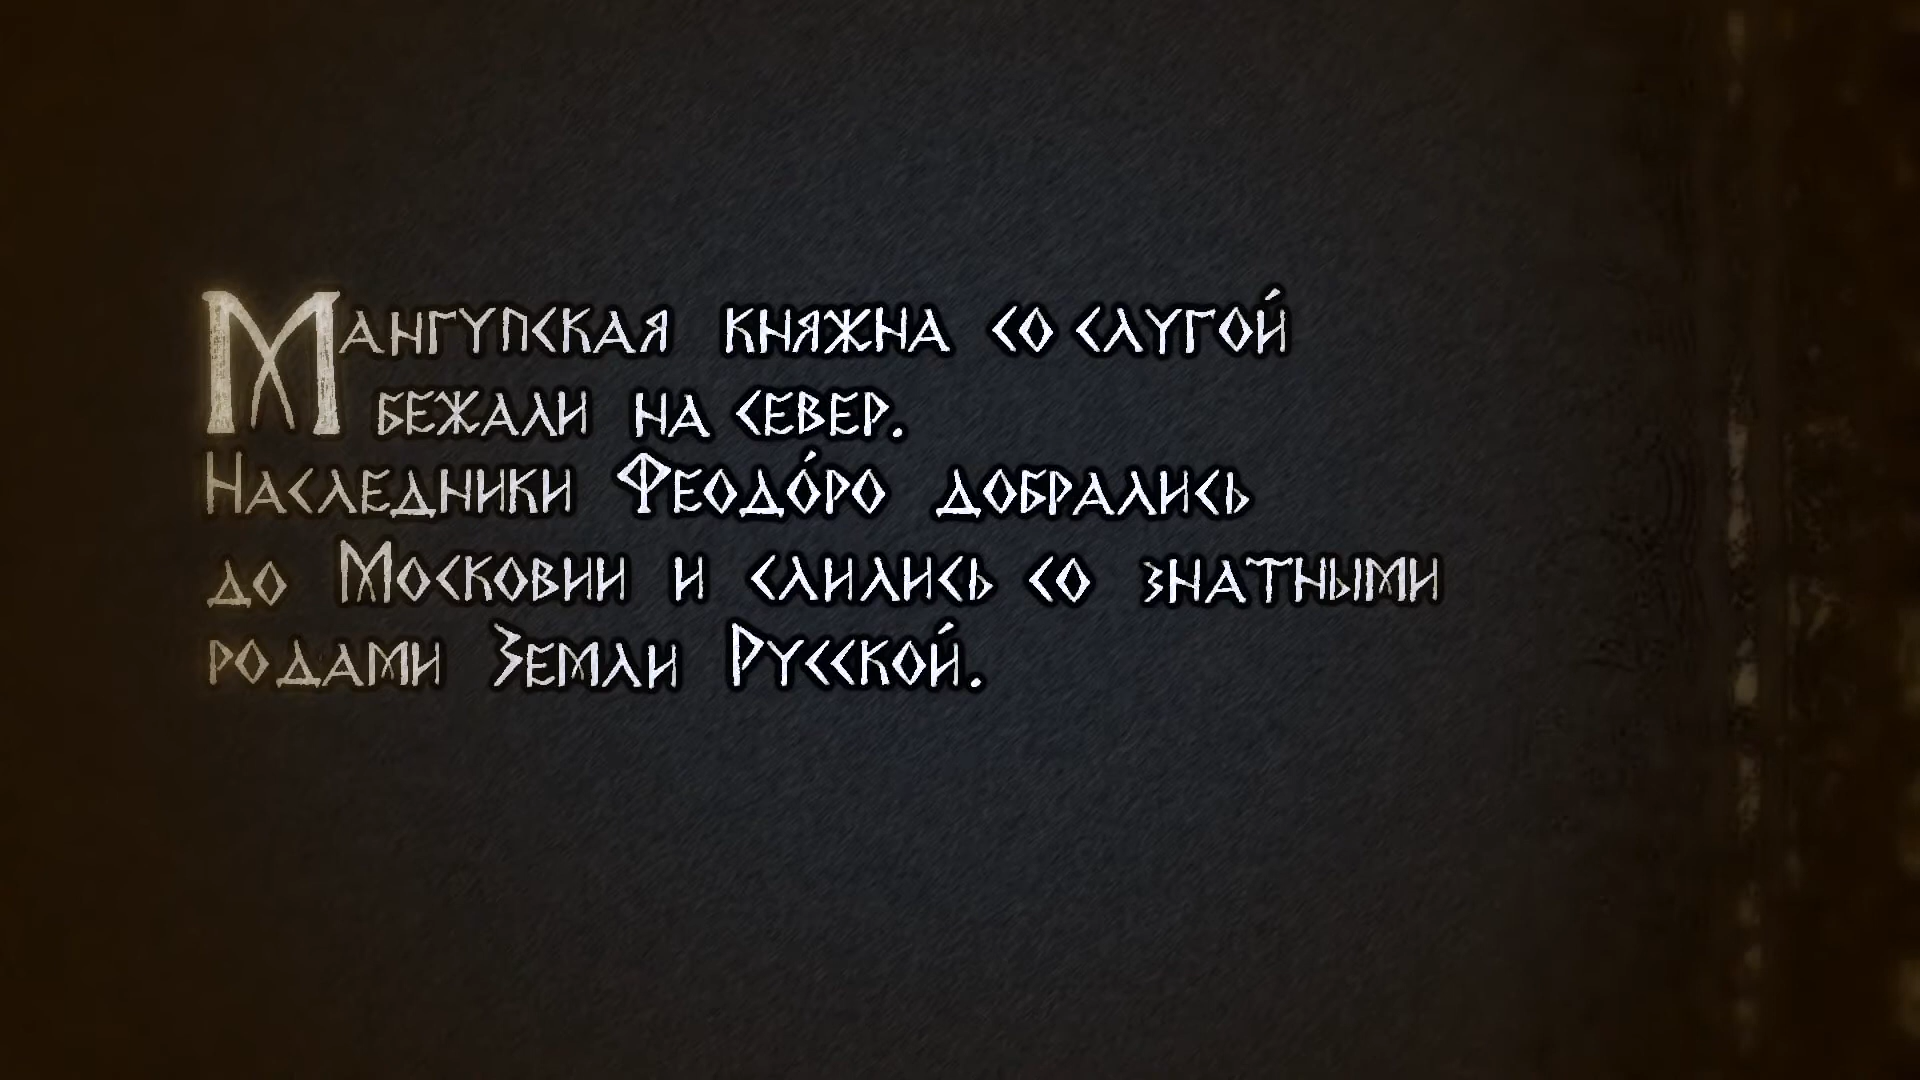 Мангупская княжна со слугой
бежали на север.
Наследники Феодо́ро добрались
до Московии и слились со знатными
родами Земли Русской.